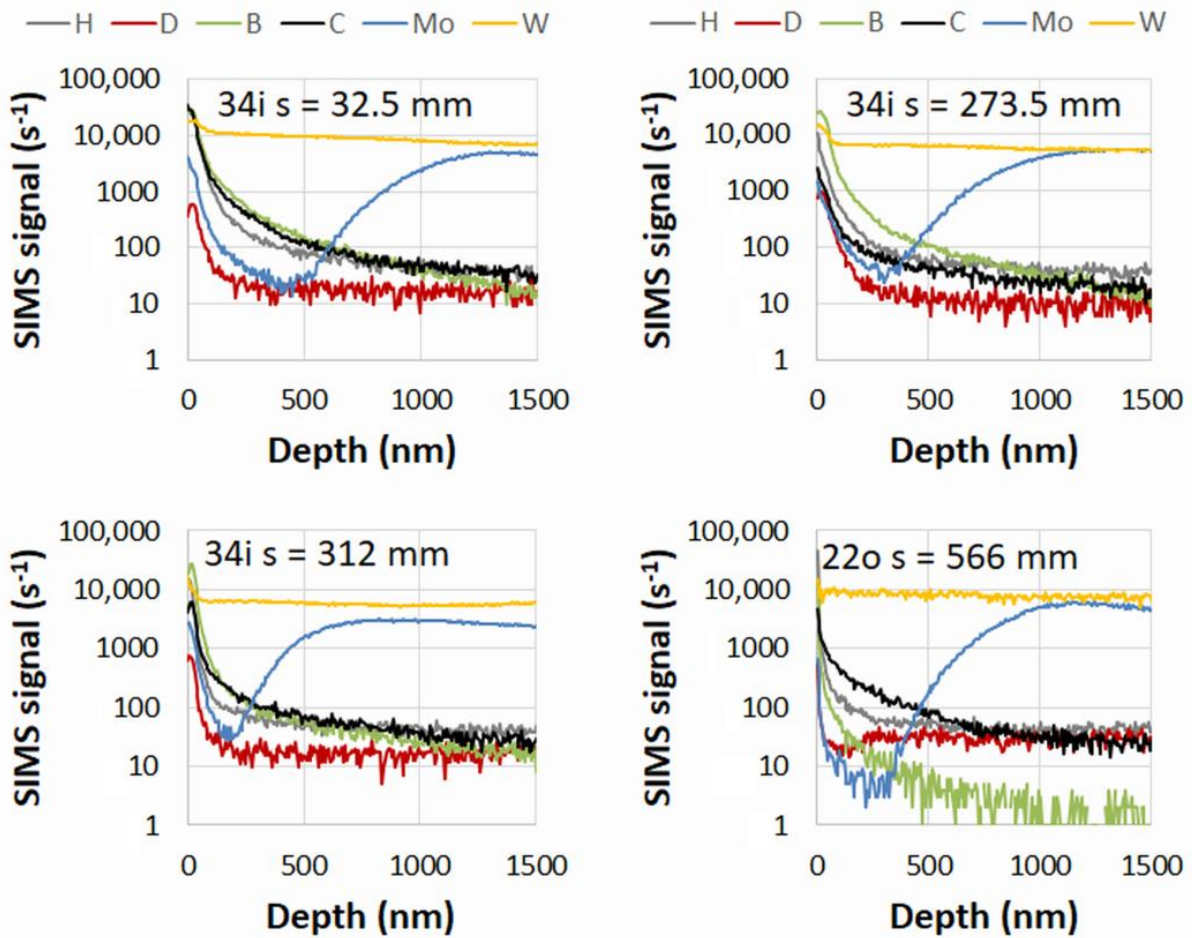 H D B C Mo W
H D B C Mo W
34i s = 32.5 mm
SIMS signal (s⁻¹)
100,000
10,000
1000
100
10
1
0 500 1000 1500
Depth (nm)
34i s = 273.5 mm
SIMS signal (s⁻¹)
100,000
10,000
1000
100
10
1
0 500 1000 1500
Depth (nm)
34i s = 312 mm
SIMS signal (s⁻¹)
100,000
10,000
1000
100
10
1
0 500 1000 1500
Depth (nm)
22o s = 566 mm
SIMS signal (s⁻¹)
100,000
10,000
1000
100
10
1
0 500 1000 1500
Depth (nm)